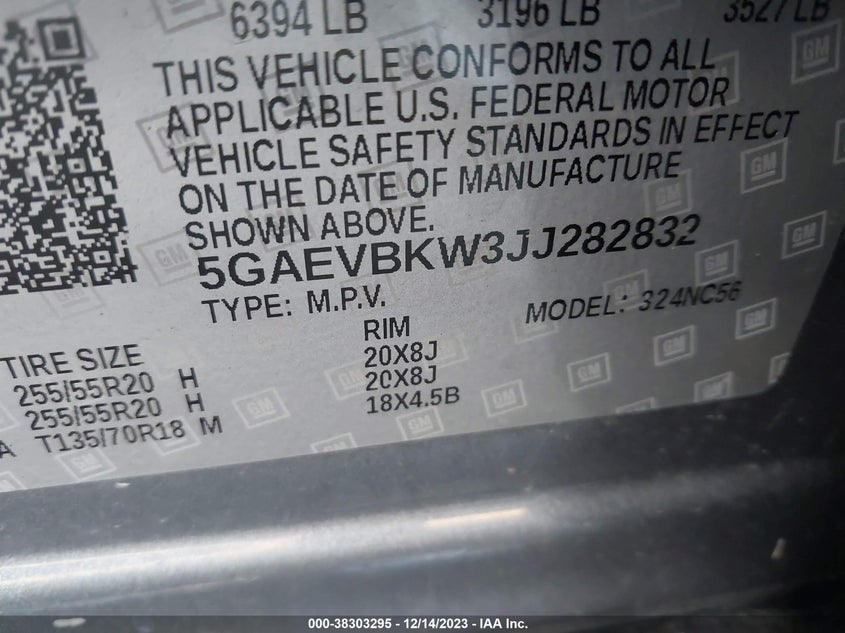 6394 LB 3196 LB 3527 LB
THIS VEHICLE CONFORMS TO ALL
APPLICABLE U.S. FEDERAL MOTOR
VEHICLE SAFETY STANDARDS IN EFFECT
ON THE DATE OF MANUFACTURE
SHOWN ABOVE.
5GAEVBKW3JJ282832
TYPE: M.P.V. MODEL: 324NC56
TIRE SIZE RIM
255/55R20 H 20X8J
255/55R20 H 20X8J
A T135/70R18 M 18X4.5B
GM
000-38303295 - 12/14/2023 - IAA Inc.